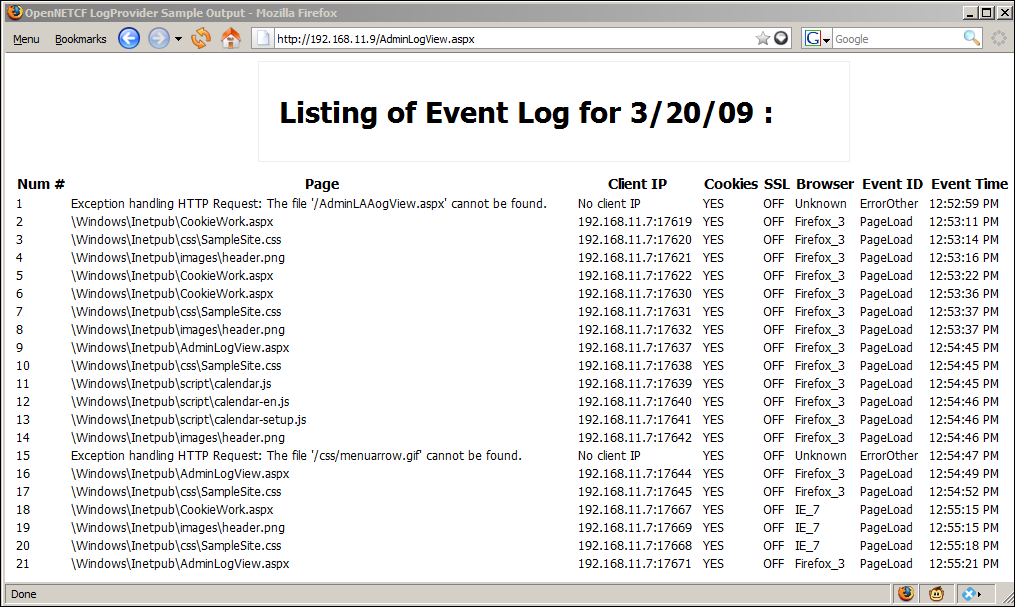 OpenNETCF LogProvider Sample Output - Mozilla Firefox
Menu Bookmarks http://192.168.11.9/AdminLogView.aspx G Google
Listing of Event Log for 3/20/09 :
Num # Page Client IP Cookies SSL Browser Event ID Event Time
1 Exception handling HTTP Request: The file '/AdminLAAogView.aspx' cannot be found. No client IP YES OFF Unknown ErrorOther 12:52:59 PM
2 \Windows\Inetpub\CookieWork.aspx 192.168.11.7:17619 YES OFF Firefox_3 PageLoad 12:53:11 PM
3 \Windows\Inetpub\css\SampleSite.css 192.168.11.7:17620 YES OFF Firefox_3 PageLoad 12:53:14 PM
4 \Windows\Inetpub\images\header.png 192.168.11.7:17621 YES OFF Firefox_3 PageLoad 12:53:16 PM
5 \Windows\Inetpub\CookieWork.aspx 192.168.11.7:17622 YES OFF Firefox_3 PageLoad 12:53:22 PM
6 \Windows\Inetpub\CookieWork.aspx 192.168.11.7:17630 YES OFF Firefox_3 PageLoad 12:53:36 PM
7 \Windows\Inetpub\css\SampleSite.css 192.168.11.7:17631 YES OFF Firefox_3 PageLoad 12:53:37 PM
8 \Windows\Inetpub\images\header.png 192.168.11.7:17632 YES OFF Firefox_3 PageLoad 12:53:37 PM
9 \Windows\Inetpub\AdminLogView.aspx 192.168.11.7:17637 YES OFF Firefox_3 PageLoad 12:54:45 PM
10 \Windows\Inetpub\css\SampleSite.css 192.168.11.7:17638 YES OFF Firefox_3 PageLoad 12:54:45 PM
11 \Windows\Inetpub\script\calendar.js 192.168.11.7:17639 YES OFF Firefox_3 PageLoad 12:54:45 PM
12 \Windows\Inetpub\script\calendar-en.js 192.168.11.7:17640 YES OFF Firefox_3 PageLoad 12:54:46 PM
13 \Windows\Inetpub\script\calendar-setup.js 192.168.11.7:17641 YES OFF Firefox_3 PageLoad 12:54:46 PM
14 \Windows\Inetpub\images\header.png 192.168.11.7:17642 YES OFF Firefox_3 PageLoad 12:54:46 PM
15 Exception handling HTTP Request: The file '/css/menuarrow.gif' cannot be found. No client IP YES OFF Unknown ErrorOther 12:54:47 PM
16 \Windows\Inetpub\AdminLogView.aspx 192.168.11.7:17644 YES OFF Firefox_3 PageLoad 12:54:49 PM
17 \Windows\Inetpub\css\SampleSite.css 192.168.11.7:17645 YES OFF Firefox_3 PageLoad 12:54:52 PM
18 \Windows\Inetpub\CookieWork.aspx 192.168.11.7:17667 YES OFF IE_7 PageLoad 12:55:15 PM
19 \Windows\Inetpub\images\header.png 192.168.11.7:17669 YES OFF IE_7 PageLoad 12:55:15 PM
20 \Windows\Inetpub\css\SampleSite.css 192.168.11.7:17668 YES OFF IE_7 PageLoad 12:55:18 PM
21 \Windows\Inetpub\AdminLogView.aspx 192.168.11.7:17671 YES OFF Firefox_3 PageLoad 12:55:21 PM
Done